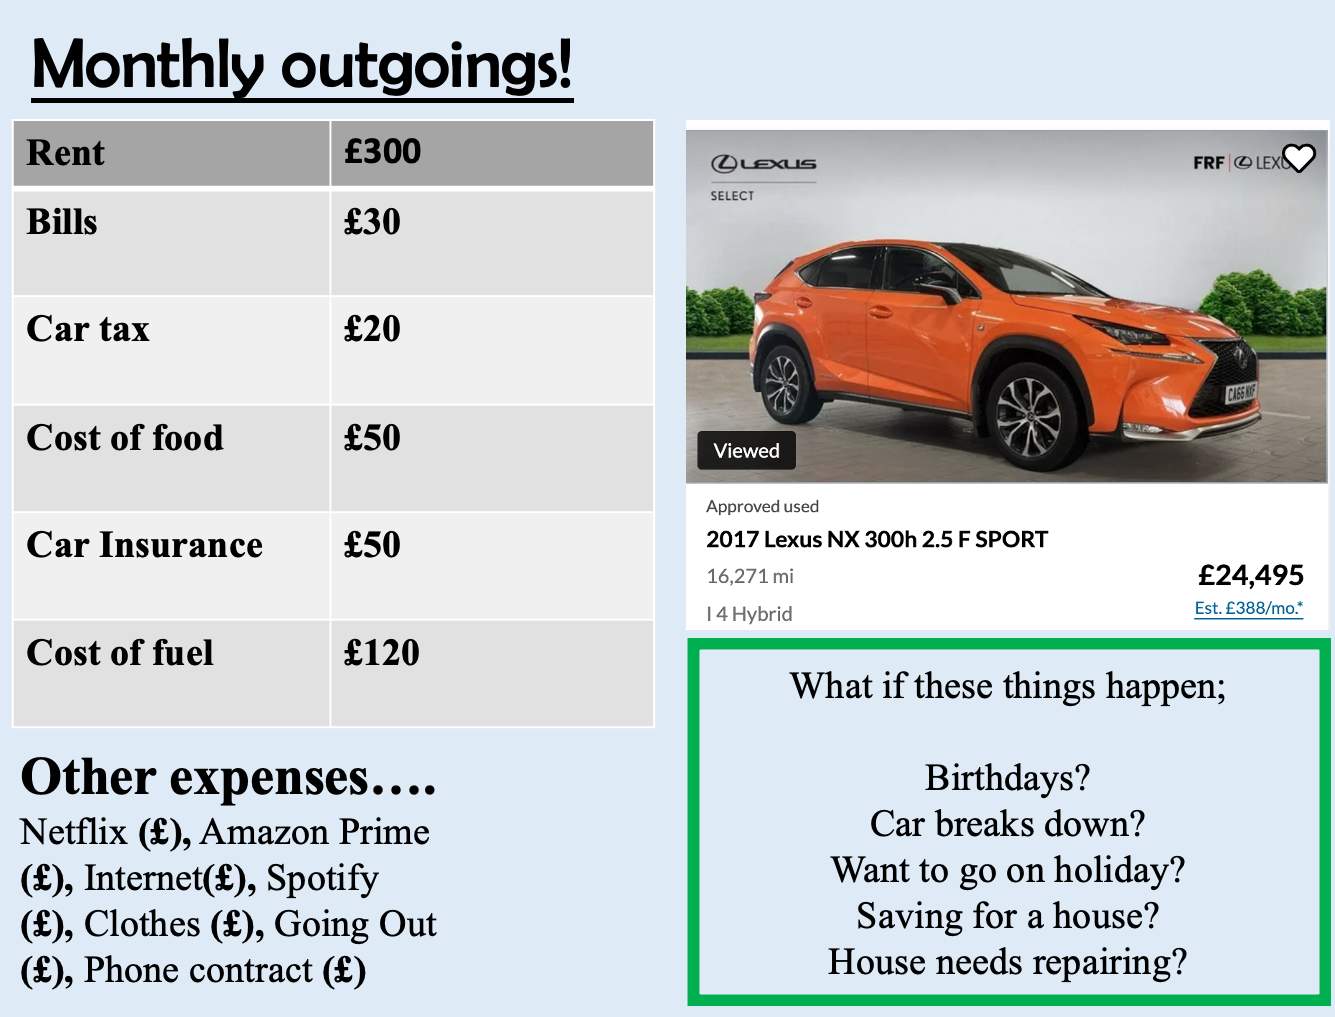 Monthly outgoings!
Rent £300
Bills £30
Car tax £20
Cost of food £50
Car Insurance £50
Cost of fuel £120
Other expenses....
Netflix (£), Amazon Prime
(£), Internet(£), Spotify
(£), Clothes (£), Going Out
(£), Phone contract (£)
LEXUS
SELECT
FRF LEXU
CA66
Viewed
Approved used
2017 Lexus NX 300h 2.5 F SPORT
16,271 mi
£24,495
Est. £388/mo.*
I 4 Hybrid
What if these things happen;
Birthdays?
Car breaks down?
Want to go on holiday?
Saving for a house?
House needs repairing?